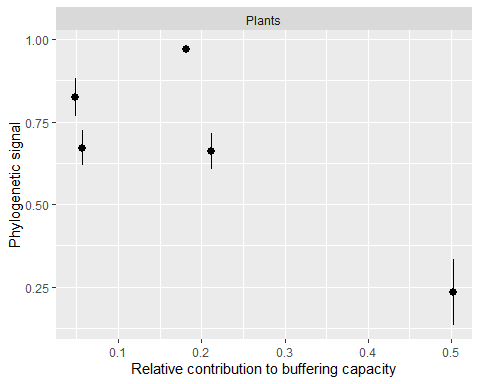 Plants
Phylogenetic signal
1.00
0.75
0.50
0.25
0.1 0.2 0.3 0.4 0.5
Relative contribution to buffering capacity